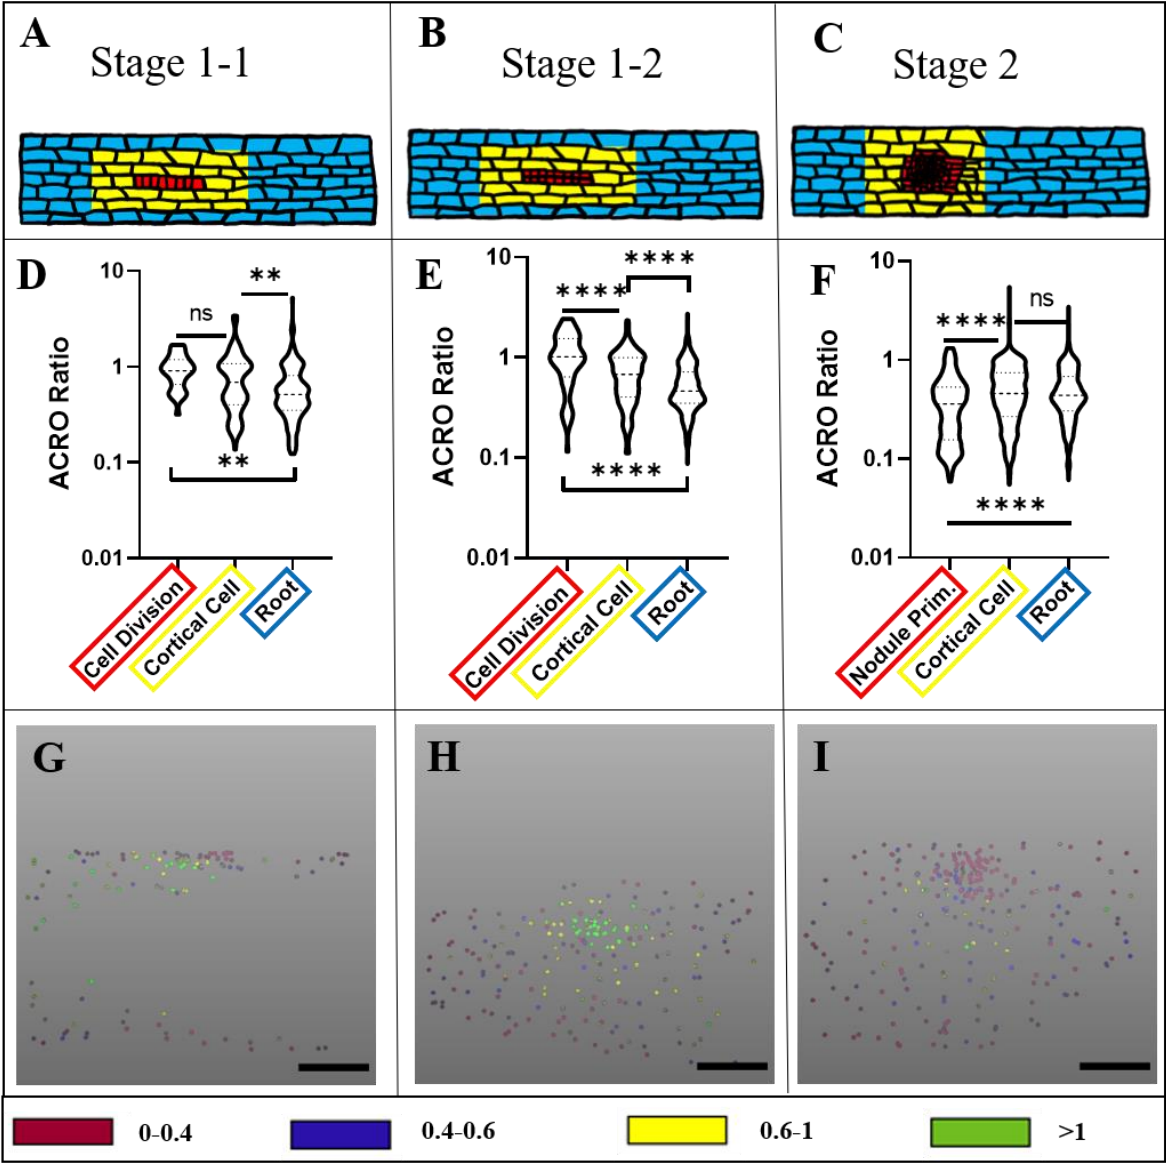 A
Stage 1-1
B
Stage 1-2
C
Stage 2
D
ACRO Ratio
10
1
0.1
0.01
ns
**
**
Cell Division
Cortical Cell
Root
E
ACRO Ratio
10
1
0.1
0.01
****
****
****
Cell Division
Cortical Cell
Root
F
ACRO Ratio
10
1
0.1
0.01
****
ns
****
Nodule Prim.
Cortical Cell
Root
G
H
I
0-0.4
0.4-0.6
0.6-1
>1